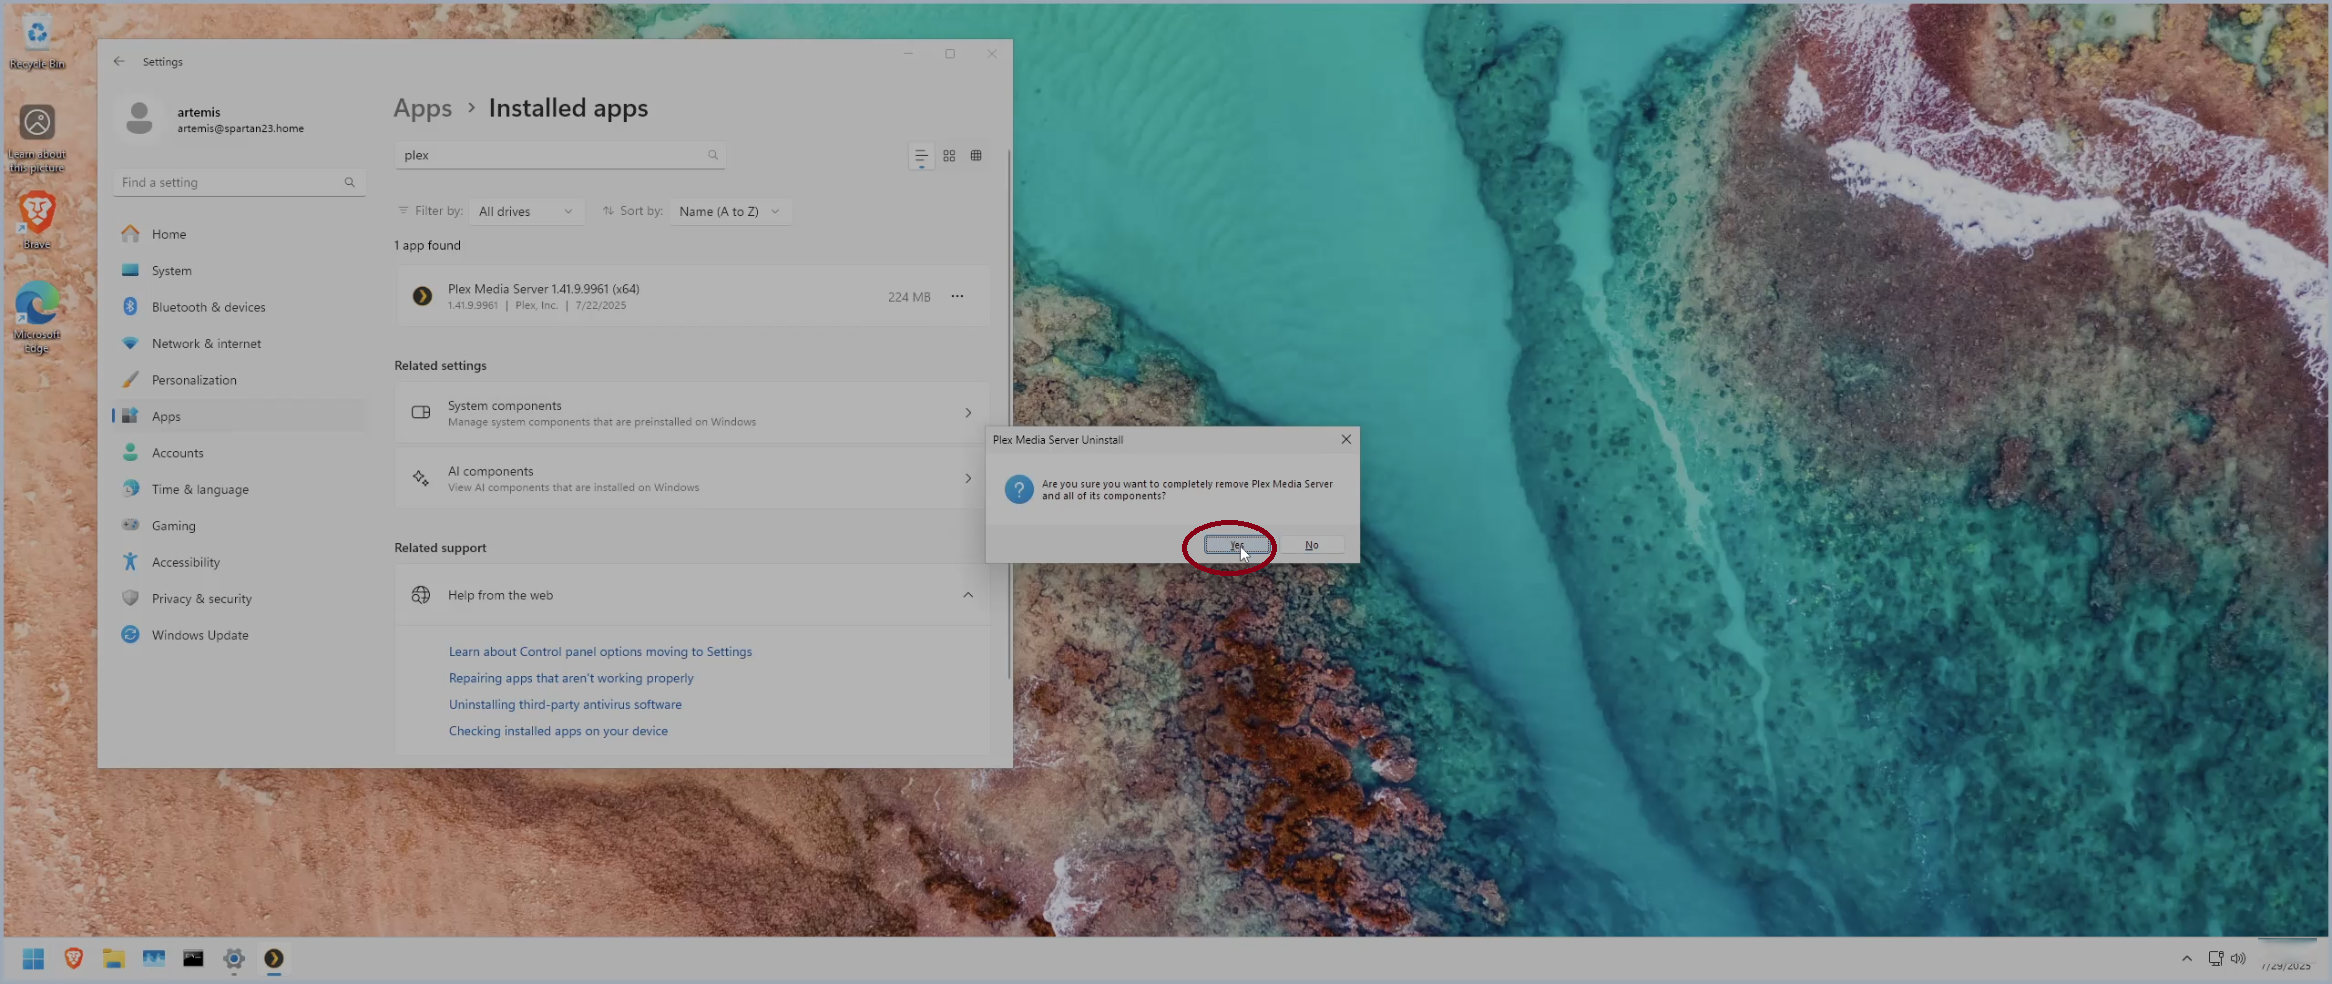 Recycle Bin
Learn about
this picture
Brave
Microsoft
Edge
Settings
artemis
artemis@spartan23.home
Find a setting
Home
System
Bluetooth & devices
Network & internet
Personalization
Apps
Accounts
Time & language
Gaming
Accessibility
Privacy & security
Windows Update
Apps > Installed apps
plex
Filter by: All drives Sort by: Name (A to Z)
1 app found
Plex Media Server 1.41.9.9961 (x64)
1.41.9.9961 | Plex, Inc. | 7/22/2025
224 MB
Related settings
System components
Manage system components that are preinstalled on Windows
AI components
View AI components that are installed on Windows
Related support
Help from the web
Learn about Control panel options moving to Settings
Repairing apps that aren't working properly
Uninstalling third-party antivirus software
Checking installed apps on your device
Plex Media Server Uninstall
Are you sure you want to completely remove Plex Media Server
and all of its components?
Yes No
7/29/2025